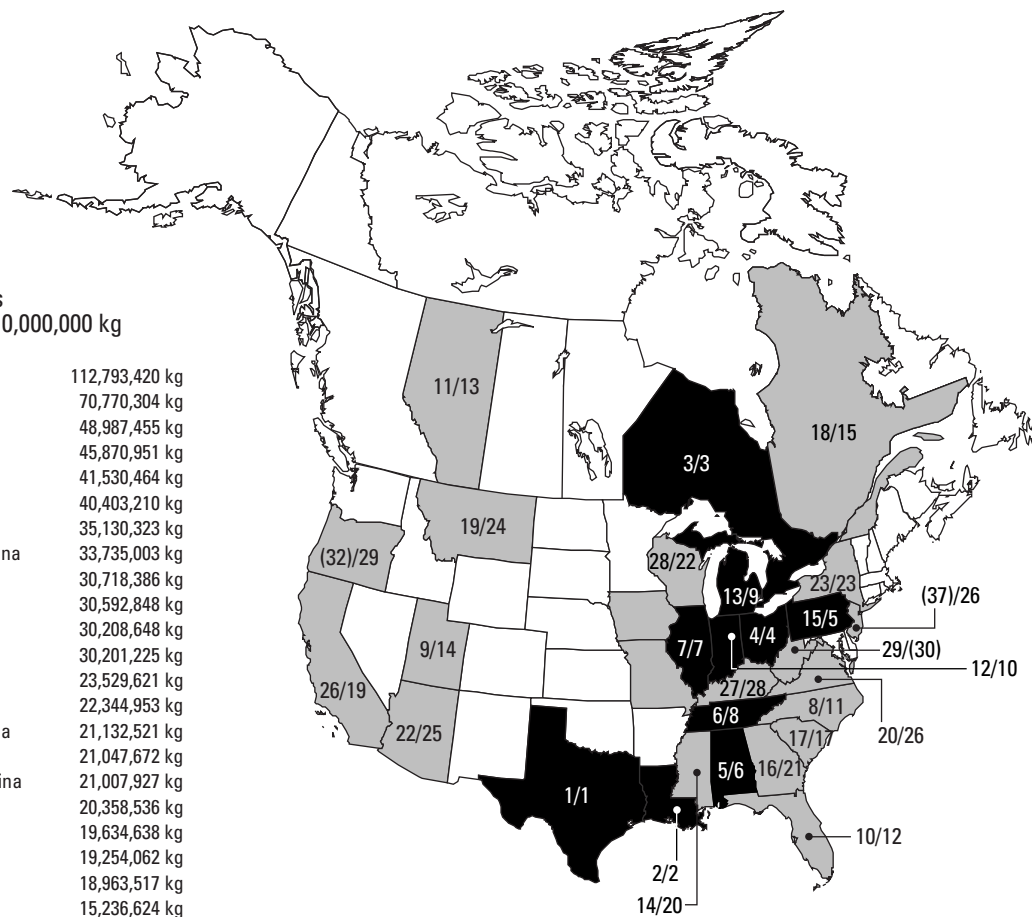 s
0,000,000 kg
112,793,420 kg
70,770,304 kg
48,987,455 kg
45,870,951 kg
41,530,464 kg
40,403,210 kg
35,130,323 kg
na 33,735,003 kg
30,718,386 kg
30,592,848 kg
30,208,648 kg
30,201,225 kg
23,529,621 kg
22,344,953 kg
a 21,132,521 kg
21,047,672 kg
ina 21,007,927 kg
20,358,536 kg
19,634,638 kg
19,254,062 kg
18,963,517 kg
15,236,624 kg
11/13
18/15
3/3
19/24
(32)/29
28/22
23/23
13/9
(37)/26
15/5
4/4
29/(30)
7/7
9/14
12/10
26/19
27/28
8/11
6/8
20/26
22/25
17/17
16/21
5/6
1/1
10/12
2/2
14/20